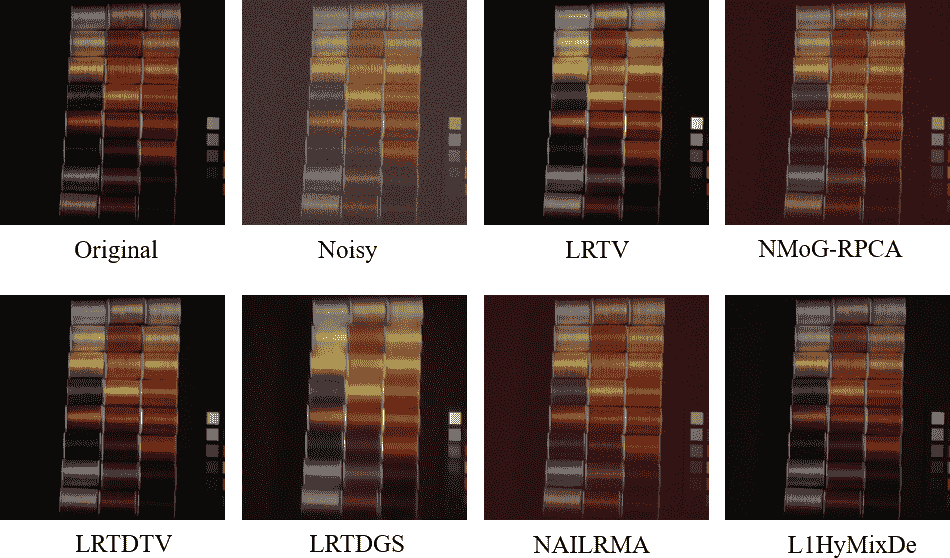 Original
Noisy
LRTV
NMoG-RPCA
LRTDTV
LRTDGS
NAILRMA
L1HyMixDe